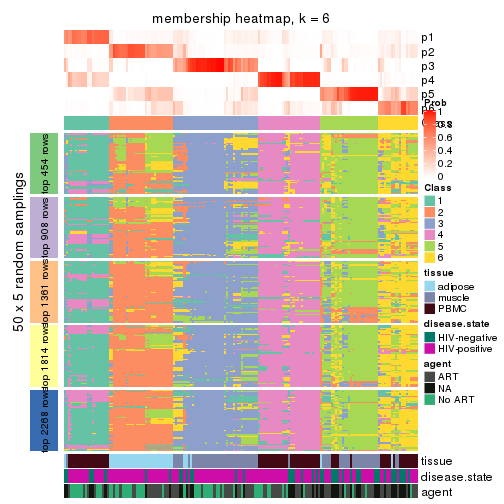 membership heatmap, k = 6
p1
p2
p3
p4
p5
p6
Prob
1
0.8
0.6
0.4
0.2
0
Class
1
2
3
4
5
6
tissue
adipose
muscle
PBMC
disease.state
HIV-negative
HIV-positive
agent
ART
NA
No ART
50 x 5 random samplings
top 454 rows
top 908 rows
top 1361 rows
top 1814 rows
top 2268 rows
tissue
disease.state
agent